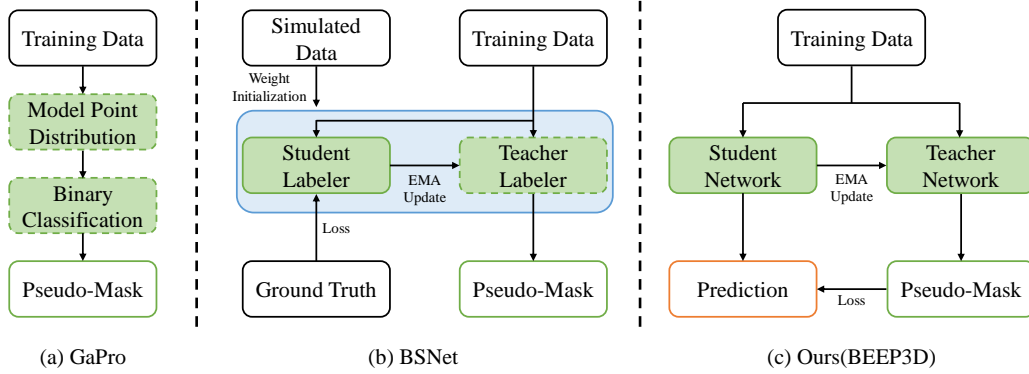 Training Data
Model Point
Distribution
Binary
Classification
Pseudo-Mask
(a) GaPro
Simulated
Data
Training Data
Weight
Initialization
Student
Labeler
EMA
Update
Teacher
Labeler
Loss
Ground Truth
Pseudo-Mask
(b) BSNet
Training Data
Student
Network
EMA
Update
Teacher
Network
Prediction
Loss
Pseudo-Mask
(c) Ours(BEEP3D)